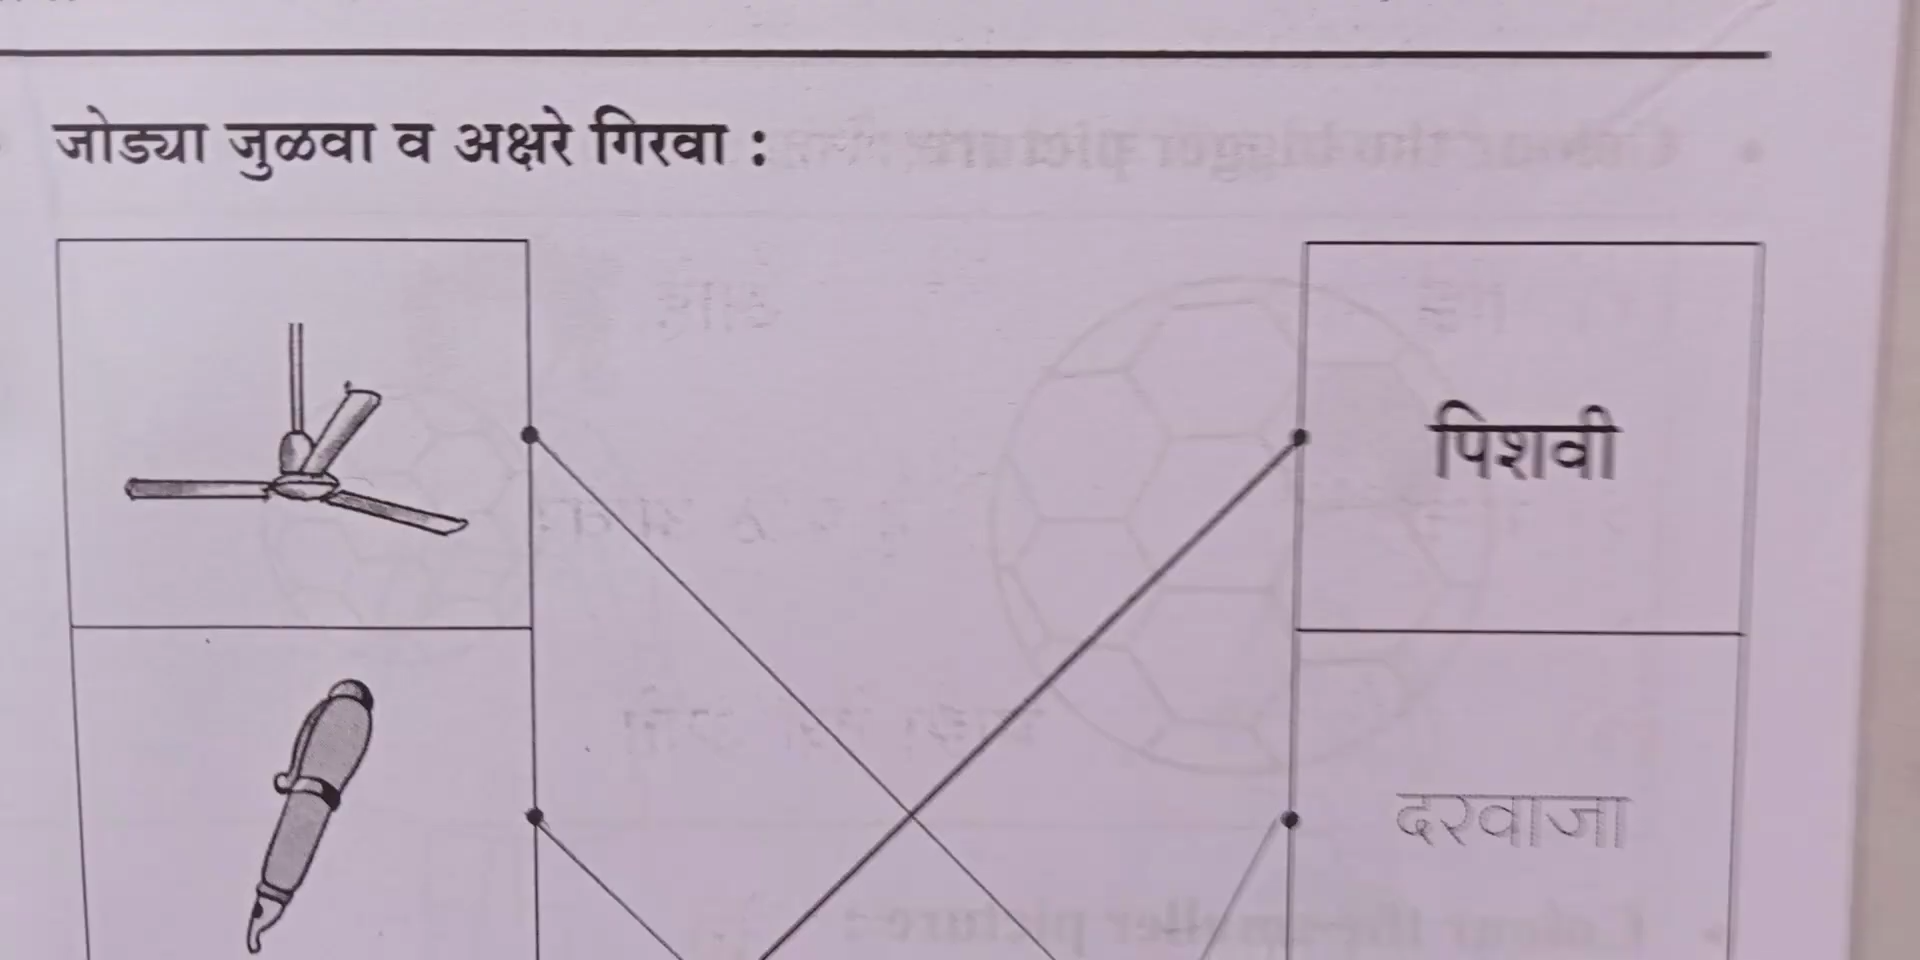 जोड्या जुळवा व अक्षरे गिरवा :
पिशवी
दरवाजा